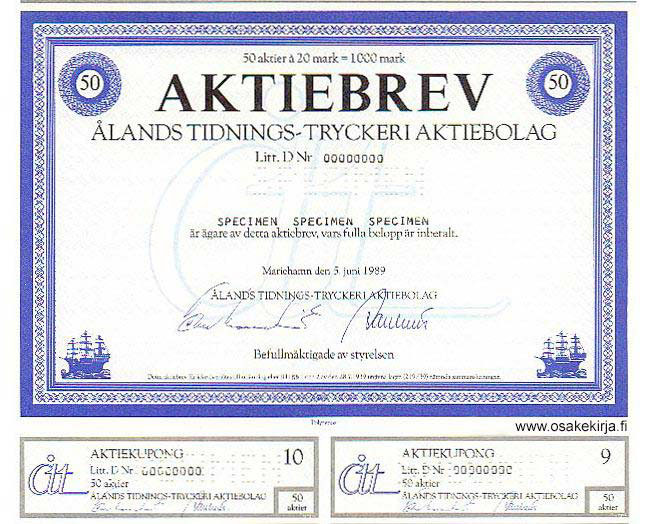 50 aktier à 20 mark = 1000 mark
50
50
AKTIEBREV
ÅLANDS TIDNINGS-TRYCKERI AKTIEBOLAG
Litt. D Nr 00000000
SPECIMEN SPECIMEN SPECIMEN
är ägare av detta aktiebrev, vars fulla belopp är inbetalt.
Mariehamn den 5. juni 1989
ÅLANDS TIDNINGS-TRYCKERI AKTIEBOLAG
Befullmäktigade av styrelsen
www.osakekirja.fi
AKTIEKUPONG 10
Litt. D Nr 00000000
50 aktier
ÅLANDS TIDNINGS-TRYCKERI AKTIEBOLAG
50
aktier
AKTIEKUPONG 9
Litt. D Nr 00000000
50 aktier
ÅLANDS TIDNINGS-TRYCKERI AKTIEBOLAG
50
aktier